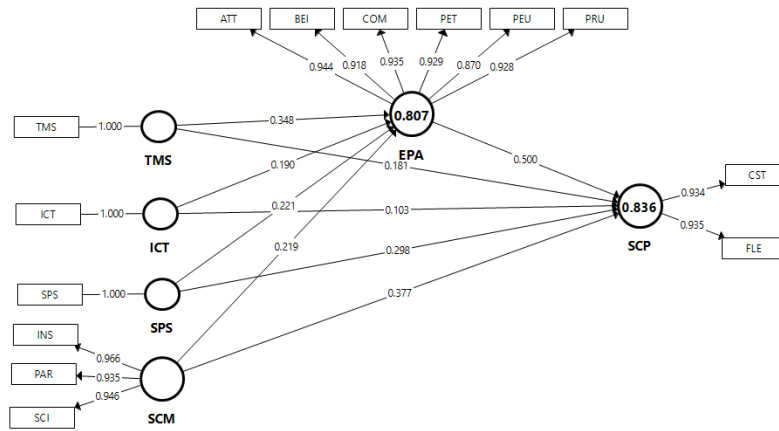 ATT BEI COM PET PEU PRU
0.944 0.918 0.935 0.929 0.870 0.928
0.807
EPA
TMS 1.000 0.348
TMS
0.190 0.181 0.500
0.221
ICT 1.000 0.103
ICT
0.219
0.836
SCP
0.934 CST
0.935 FLE
SPS 1.000 0.298
SPS
0.377
INS 0.966
PAR 0.935
SCI 0.946
SCM